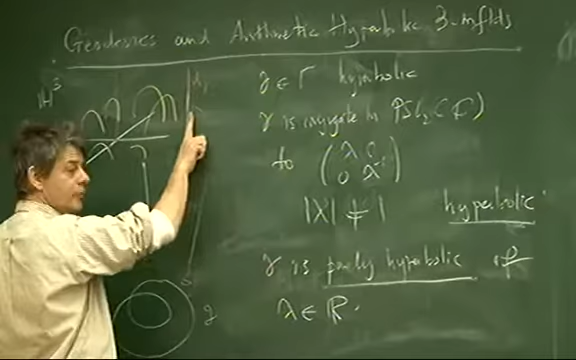 Geodesics and Arithmetic Hyperbolic 3-mfds
H³
γ ∈ Γ hyperbolic
γ is conjugate in PSL₂(C)
to ( λ 0
0 λ⁻¹ )
|λ| ≠ 1 hyperbolic
γ is purely hyperbolic if
λ ∈ R.